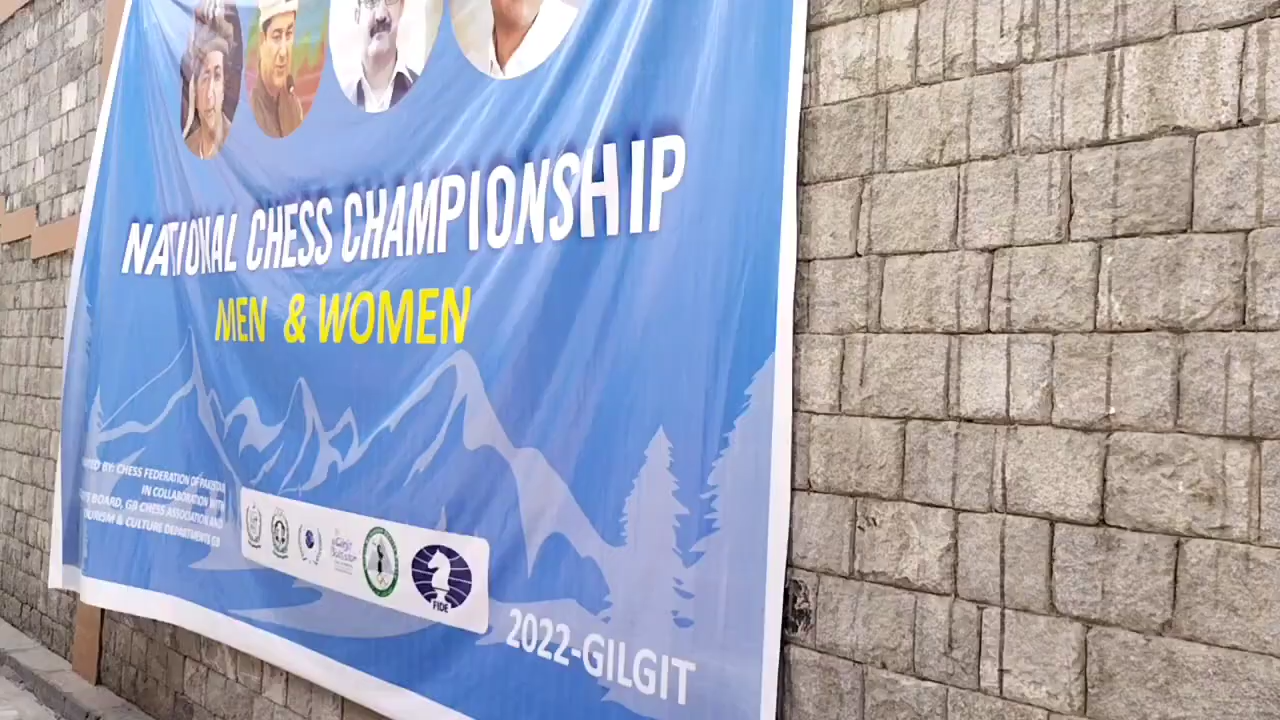 NATIONAL CHESS CHAMPIONSHIP
MEN & WOMEN
BY: CHESS FEDERATION OF PAKISTAN
IN COLLABORATION WITH
BOARD, GB CHESS ASSOCIATION AND
TOURISM & CULTURE DEPARTMENTS GB
FIDE
2022-GILGIT